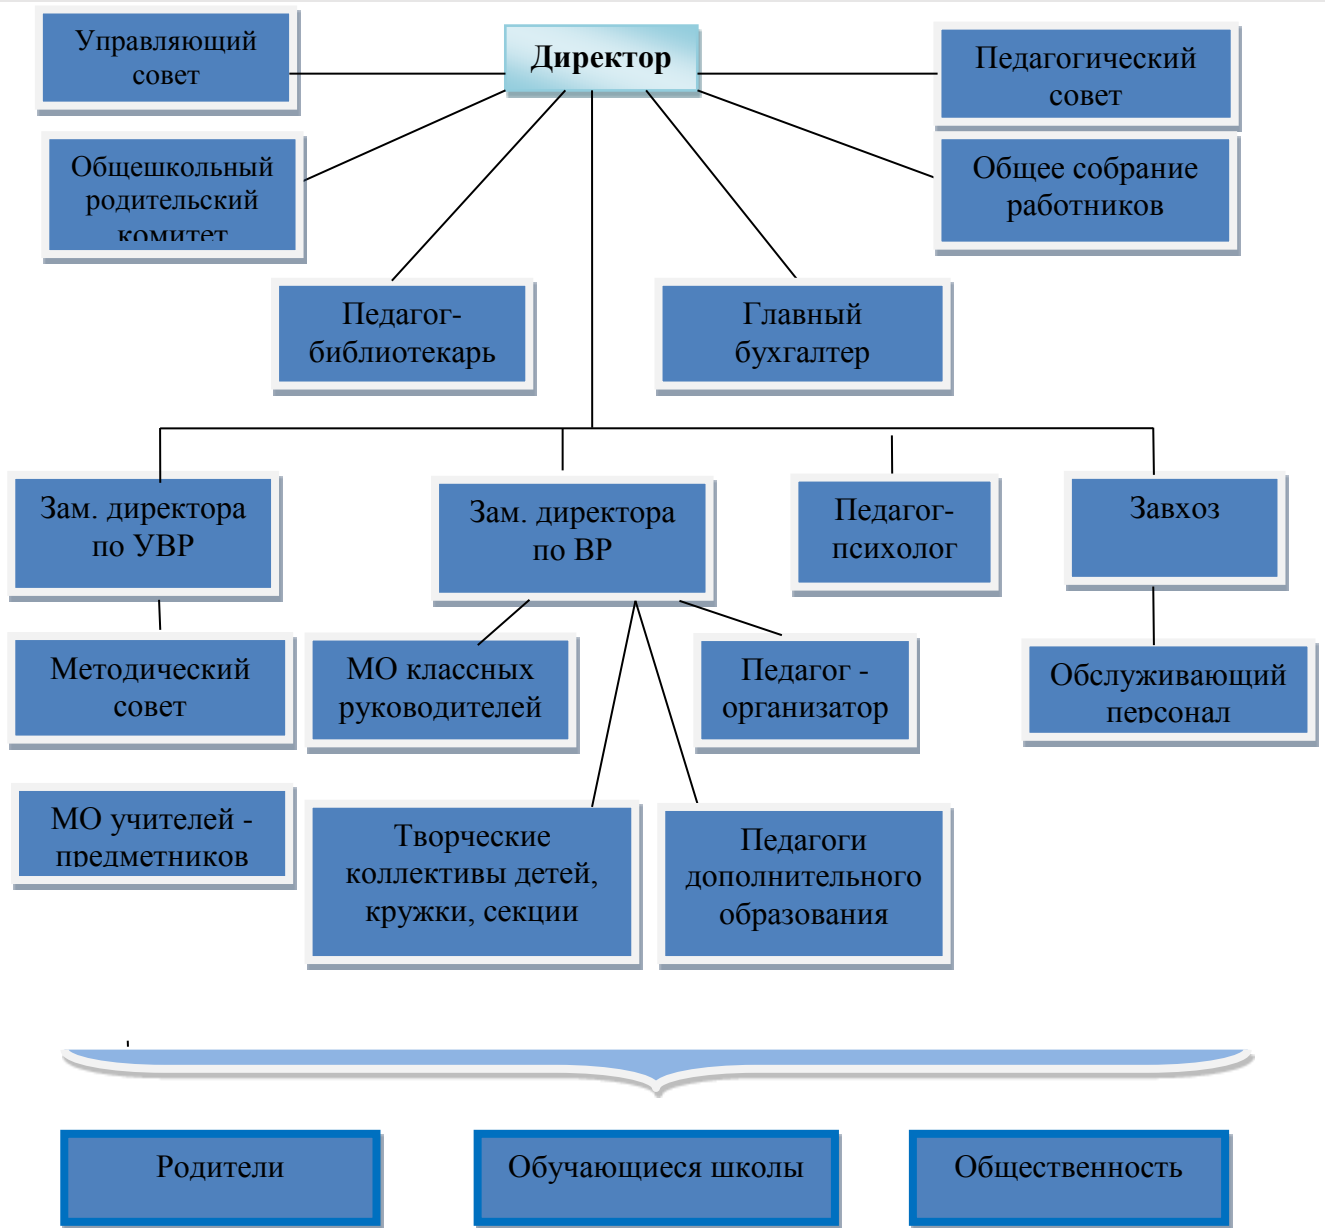 Управляющий
совет
Директор
Педагогический
совет
Общешкольный
родительский
комитет
Общее собрание
работников
Педагог-
библиотекарь
Главный
бухгалтер
Зам. директора
по УВР
Зам. директора
по ВР
Педагог-
психолог
Завхоз
Методический
совет
МО классных
руководителей
Педагог -
организатор
Обслуживающий
персонал
МО учителей -
предметников
Творческие
коллективы детей,
кружки, секции
Педагоги
дополнительного
образования
Родители
Обучающиеся школы
Общественность